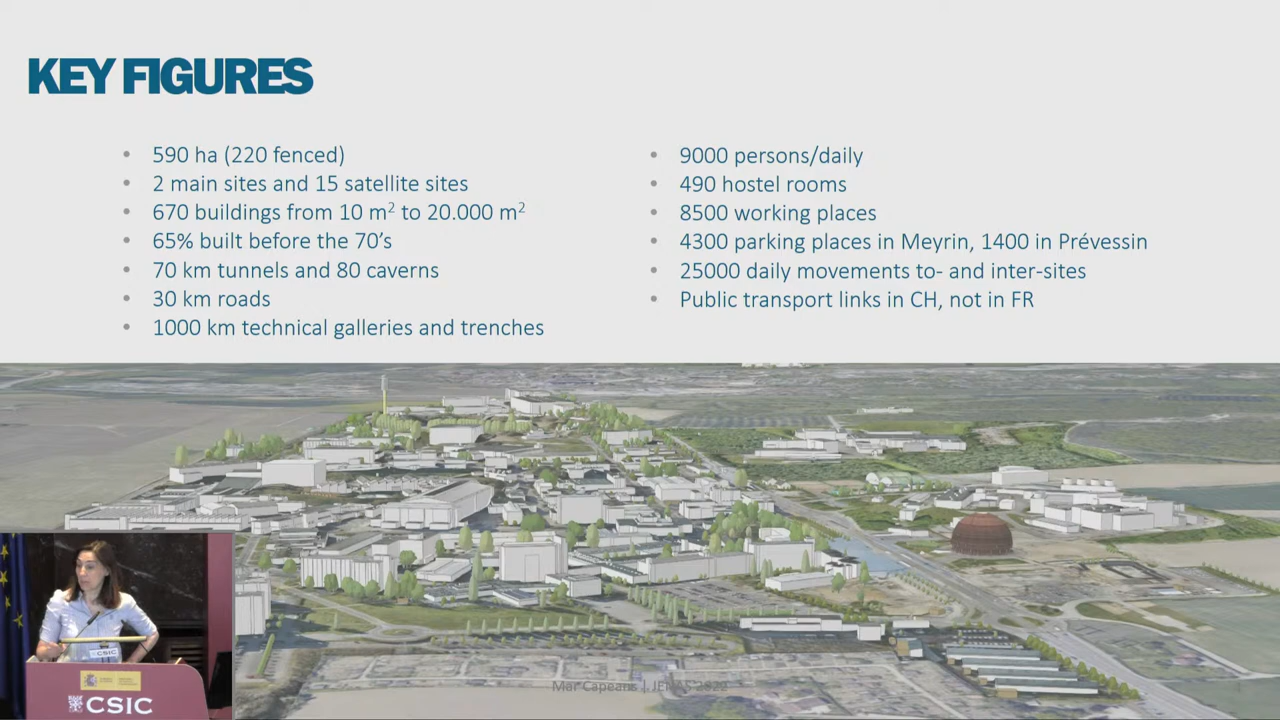 KEY FIGURES
• 590 ha (220 fenced)
• 2 main sites and 15 satellite sites
• 670 buildings from 10 m² to 20.000 m²
• 65% built before the 70’s
• 70 km tunnels and 80 caverns
• 30 km roads
• 1000 km technical galleries and trenches
• 9000 persons/daily
• 490 hostel rooms
• 8500 working places
• 4300 parking places in Meyrin, 1400 in Prévessin
• 25000 daily movements to- and inter-sites
• Public transport links in CH, not in FR
Mar Capeans | JENAS 2022
CSIC
CSIC